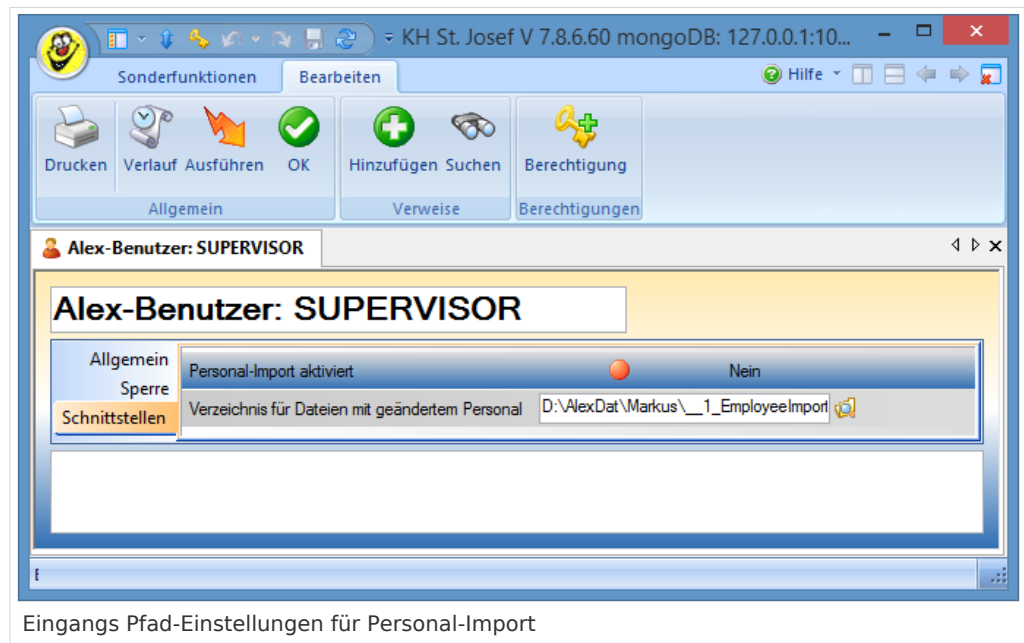 KH St. Josef V 7.8.6.60 mongoDB: 127.0.0.1:10...
Sonderfunktionen Bearbeiten Hilfe
Drucken Verlauf Ausführen OK Hinzufügen Suchen Berechtigung
Allgemein Verweise Berechtigungen
Alex-Benutzer: SUPERVISOR
Alex-Benutzer: SUPERVISOR
Allgemein
Personal-Import aktiviert Nein
Sperre
Verzeichnis für Dateien mit geändertem Personal D:\AlexDat\Markus\__1_EmployeeImport
Schnittstellen
Eingangs Pfad-Einstellungen für Personal-Import